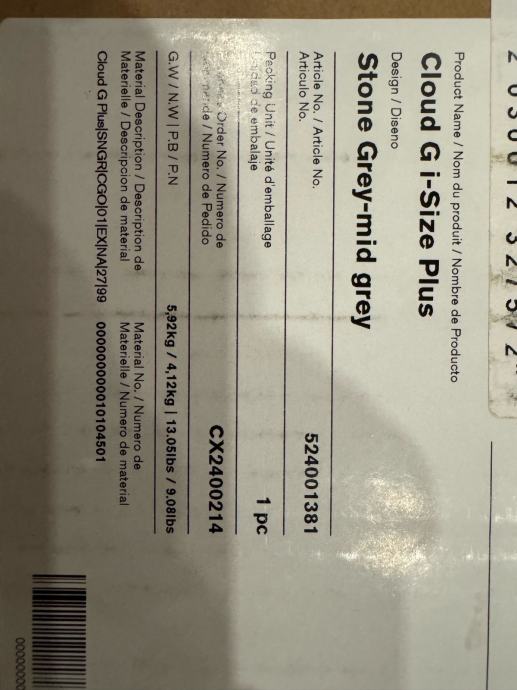 Product Name / Nom du produit / Nombre de Producto
Cloud G i-Size Plus
Design / Diseno
Stone Grey-mid grey
Article No. / Article No.
Articulo No.
524001381
Packing Unit / Unité d'emballage
de embalaje
1 pc
Order No. / Numero de
/ Numero de Pedido
CX2400214
G.W / N.W | P.B / P.N
5,92kg / 4,12kg | 13.05lbs / 9.08lbs
Material Description / Description de
Materielle / Descripcion de material
Cloud G Plus|SNGR|CGO|01|EX|NA|27|99
Material No. / Numero de
Materielle / Numero de material
000000000010104501